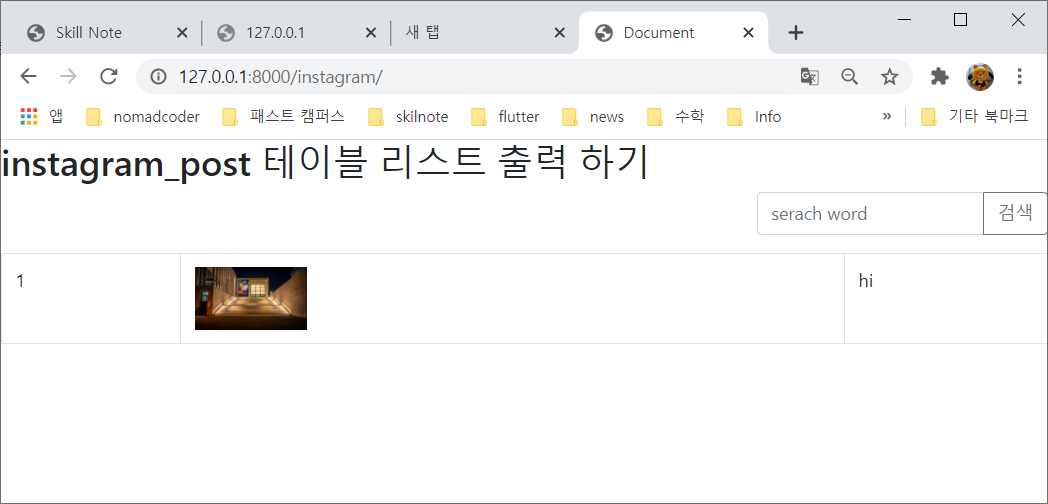 Skill Note
127.0.0.1
새 탭
Document
127.0.0.1:8000/instagram/
앱 nomadcoder 패스트 캠퍼스 skilnote flutter news 수학 Info » 기타 북마크
instagram_post 테이블 리스트 출력 하기
serach word 검색
1 hi